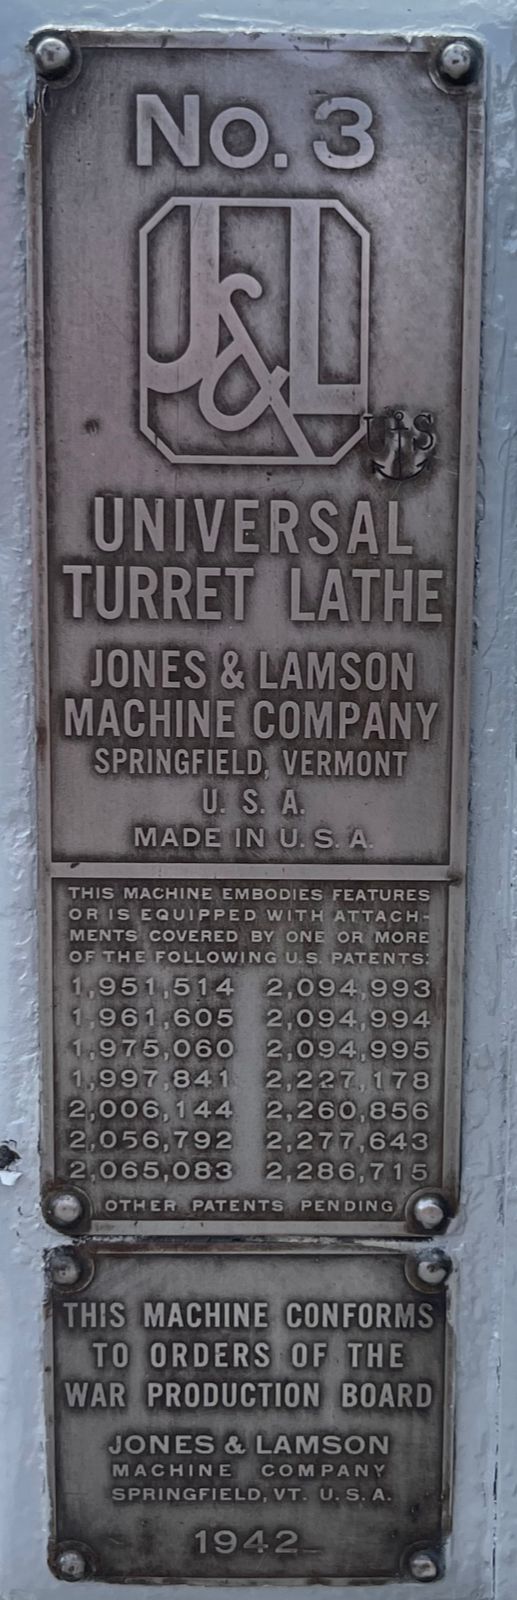 No. 3
J&L
U S
UNIVERSAL
TURRET LATHE
JONES & LAMSON
MACHINE COMPANY
SPRINGFIELD, VERMONT
U. S. A.
MADE IN U. S. A.
THIS MACHINE EMBODIES FEATURES
OR IS EQUIPPED WITH ATTACH-
MENTS COVERED BY ONE OR MORE
OF THE FOLLOWING U.S. PATENTS:
1,951,514 2,094,993
1,961,605 2,094,994
1,975,060 2,094,995
1,997,841 2,227,178
2,006,144 2,260,856
2,056,792 2,277,643
2,065,083 2,286,715
OTHER PATENTS PENDING
THIS MACHINE CONFORMS
TO ORDERS OF THE
WAR PRODUCTION BOARD
JONES & LAMSON
MACHINE COMPANY
SPRINGFIELD, VT. U. S. A.
1942